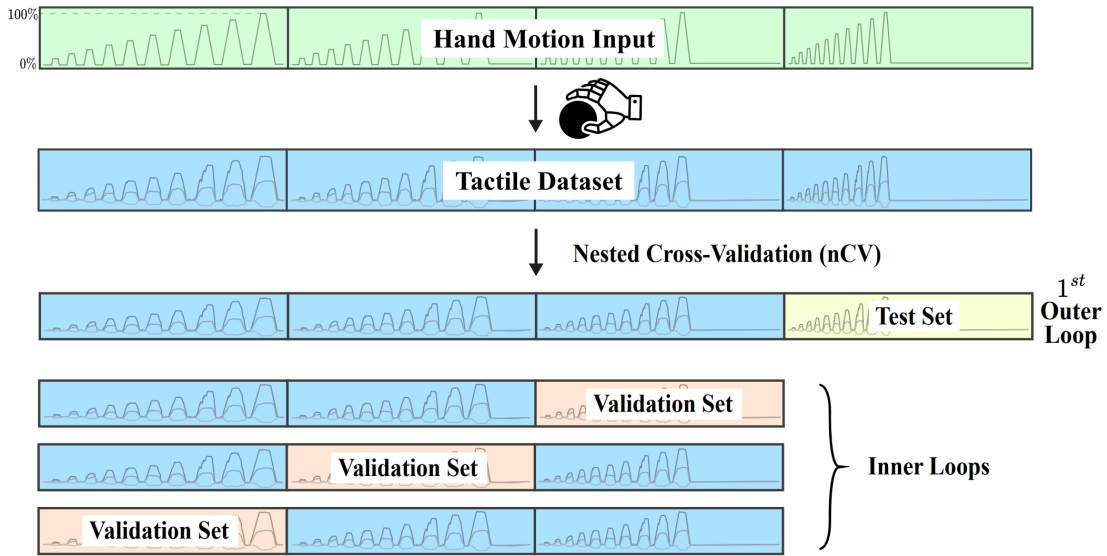 100%
Hand Motion Input
0%
Tactile Dataset
Nested Cross-Validation (nCV)
Test Set
1st
Outer
Loop
Validation Set
Validation Set
Inner Loops
Validation Set